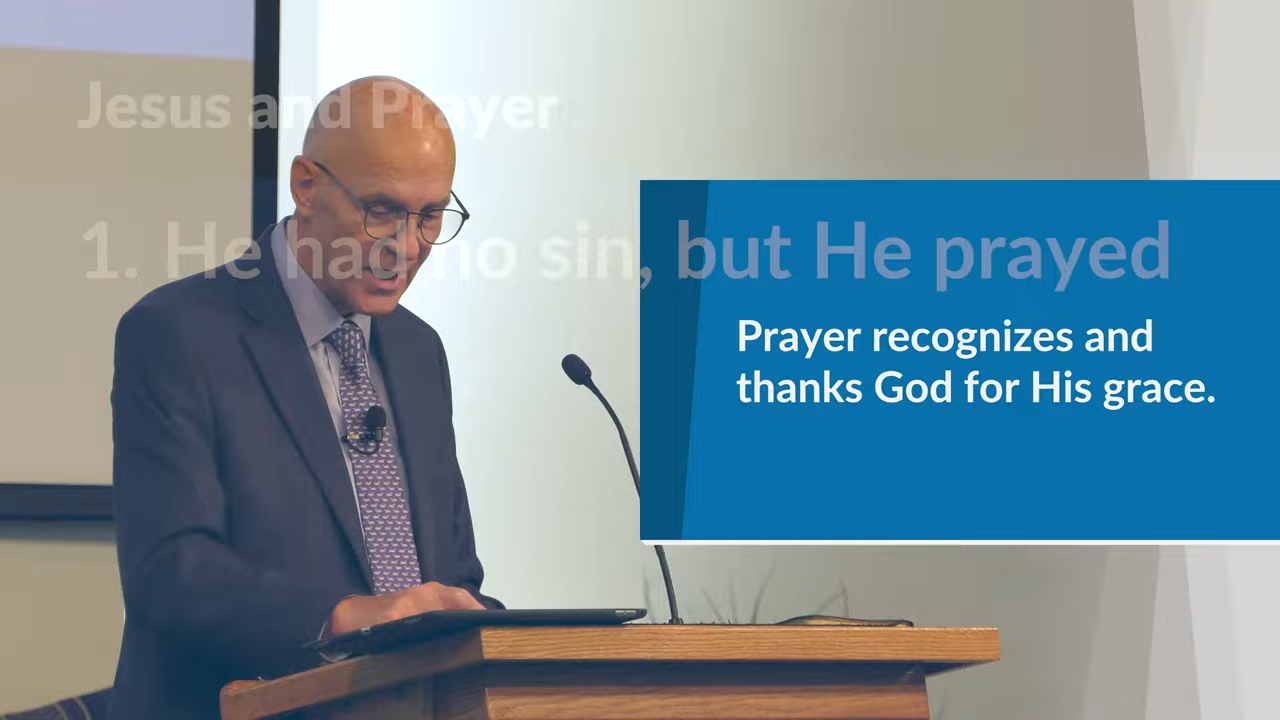 Jesus and Prayer
1. He had no sin, but He prayed
Prayer recognizes and
thanks God for His grace.